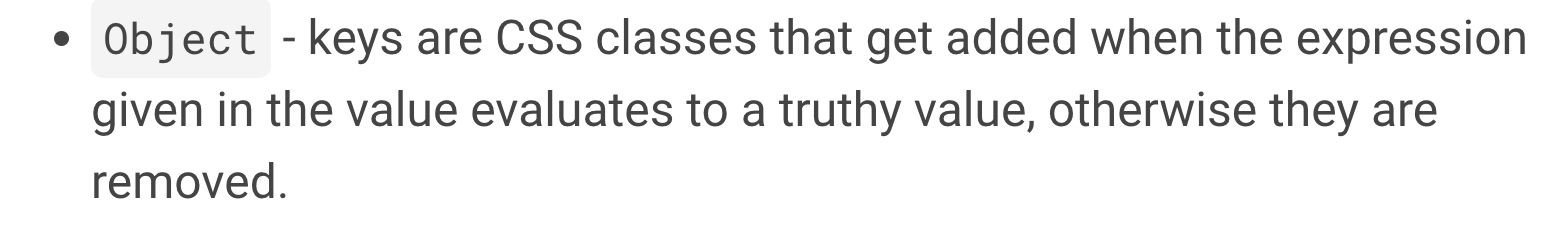 • Object - keys are CSS classes that get added when the expression
given in the value evaluates to a truthy value, otherwise they are
removed.